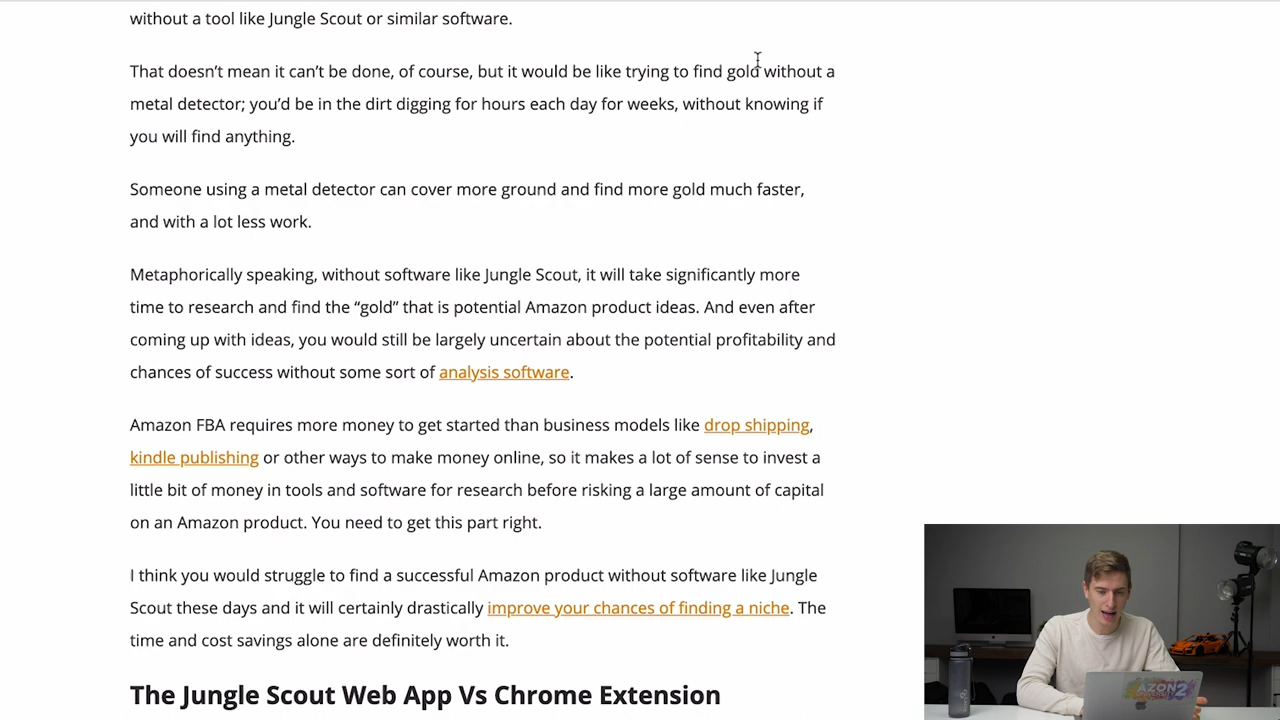 without a tool like Jungle Scout or similar software.
That doesn’t mean it can’t be done, of course, but it would be like trying to find gold without a
metal detector; you’d be in the dirt digging for hours each day for weeks, without knowing if
you will find anything.
Someone using a metal detector can cover more ground and find more gold much faster,
and with a lot less work.
Metaphorically speaking, without software like Jungle Scout, it will take significantly more
time to research and find the “gold” that is potential Amazon product ideas. And even after
coming up with ideas, you would still be largely uncertain about the potential profitability and
chances of success without some sort of analysis software.
Amazon FBA requires more money to get started than business models like drop shipping,
kindle publishing or other ways to make money online, so it makes a lot of sense to invest a
little bit of money in tools and software for research before risking a large amount of capital
on an Amazon product. You need to get this part right.
I think you would struggle to find a successful Amazon product without software like Jungle
Scout these days and it will certainly drastically improve your chances of finding a niche. The
time and cost savings alone are definitely worth it.
The Jungle Scout Web App Vs Chrome Extension
AZON2